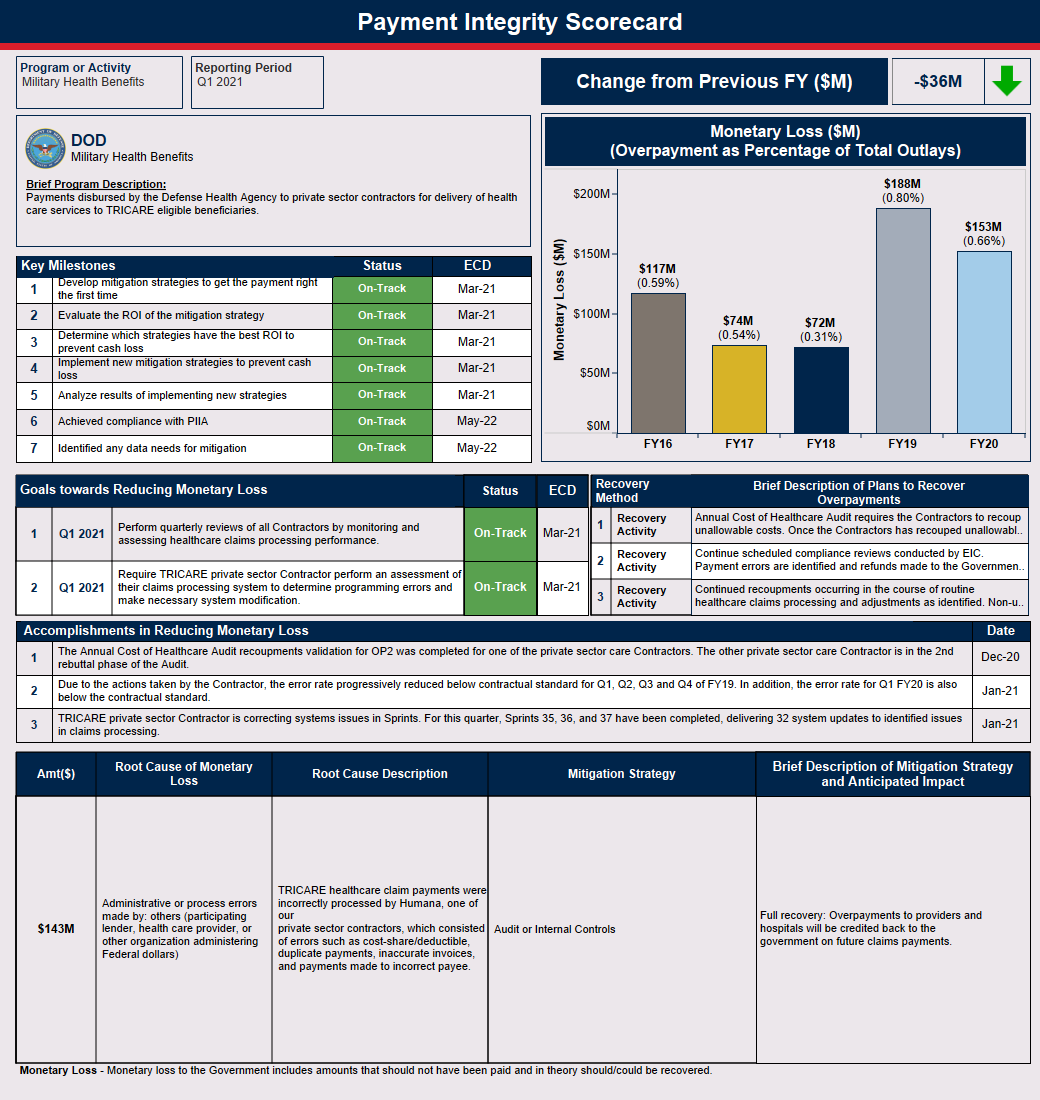 Payment Integrity Scorecard
Program or Activity
Military Health Benefits
Reporting Period
Q1 2021
Change from Previous FY ($M)
-$36M
DOD
Military Health Benefits
Brief Program Description:
Payments disbursed by the Defense Health Agency to private sector contractors for delivery of health
care services to TRICARE eligible beneficiaries.
Monetary Loss ($M)
(Overpayment as Percentage of Total Outlays)
Monetary Loss ($M)
$200M
$150M
$100M
$50M
$0M
$117M
(0.59%)
$74M
(0.54%)
$72M
(0.31%)
$188M
(0.80%)
$153M
(0.66%)
FY16
FY17
FY18
FY19
FY20
Key Milestones Status ECD
1 Develop mitigation strategies to get the payment right
the first time On-Track Mar-21
2 Evaluate the ROI of the mitigation strategy On-Track Mar-21
3 Determine which strategies have the best ROI to
prevent cash loss On-Track Mar-21
4 Implement new mitigation strategies to prevent cash
loss On-Track Mar-21
5 Analyze results of implementing new strategies On-Track Mar-21
6 Achieved compliance with PIIA On-Track May-22
7 Identified any data needs for mitigation On-Track May-22
Goals towards Reducing Monetary Loss Status ECD
1 Q1 2021 Perform quarterly reviews of all Contractors by monitoring and
assessing healthcare claims processing performance. On-Track Mar-21
2 Q1 2021 Require TRICARE private sector Contractor perform an assessment of
their claims processing system to determine programming errors and
make necessary system modification. On-Track Mar-21
Recovery
Method
Brief Description of Plans to Recover
Overpayments
1 Recovery
Activity
Annual Cost of Healthcare Audit requires the Contractors to recoup
unallowable costs. Once the Contractors has recouped unallowabl..
2 Recovery
Activity
Continue scheduled compliance reviews conducted by EIC.
Payment errors are identified and refunds made to the Governmen..
3 Recovery
Activity
Continued recoupments occurring in the course of routine
healthcare claims processing and adjustments as identified. Non-u..
Accomplishments in Reducing Monetary Loss Date
1 The Annual Cost of Healthcare Audit recoupments validation for OP2 was completed for one of the private sector care Contractors. The other private sector care Contractor is in the 2nd
rebuttal phase of the Audit. Dec-20
2 Due to the actions taken by the Contractor, the error rate progressively reduced below contractual standard for Q1, Q2, Q3 and Q4 of FY19. In addition, the error rate for Q1 FY20 is also
below the contractual standard. Jan-21
3 TRICARE private sector Contractor is correcting systems issues in Sprints. For this quarter, Sprints 35, 36, and 37 have been completed, delivering 32 system updates to identified issues
in claims processing. Jan-21
Amt($)
Root Cause of Monetary
Loss
Root Cause Description
Mitigation Strategy
Brief Description of Mitigation Strategy
and Anticipated Impact
$143M
Administrative or process errors
made by: others (participating
lender, health care provider, or
other organization administering
Federal dollars)
TRICARE healthcare claim payments were
incorrectly processed by Humana, one of
our
private sector contractors, which consisted
of errors such as cost-share/deductible,
duplicate payments, inaccurate invoices,
and payments made to incorrect payee.
Audit or Internal Controls
Full recovery: Overpayments to providers and
hospitals will be credited back to the
government on future claims payments.
Monetary Loss - Monetary loss to the Government includes amounts that should not have been paid and in theory should/could be recovered.